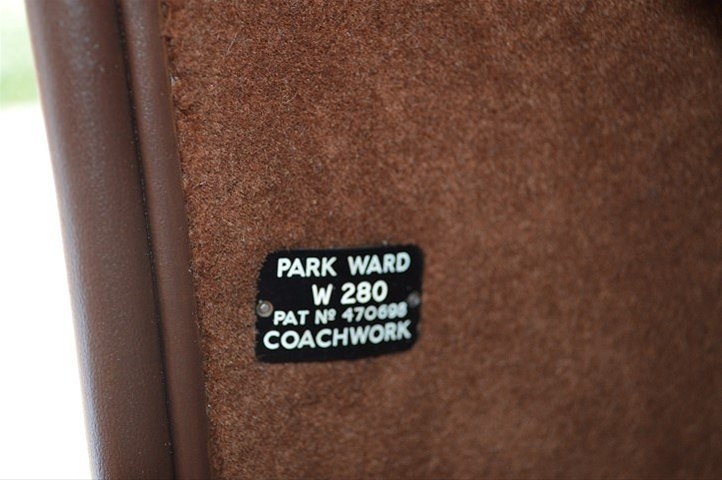 PARK WARD
W 280
PAT Nº 470698
COACHWORK